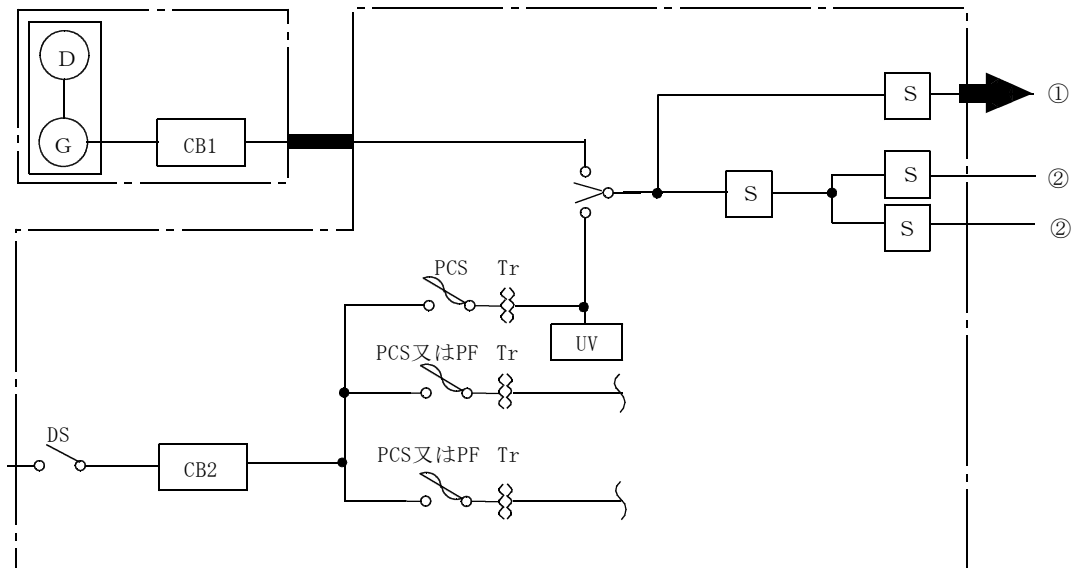 D
G
CB1
S
①
S
S
②
S
②
PCS Tr
UV
PCS又はPF Tr
DS
CB2
PCS又はPF Tr